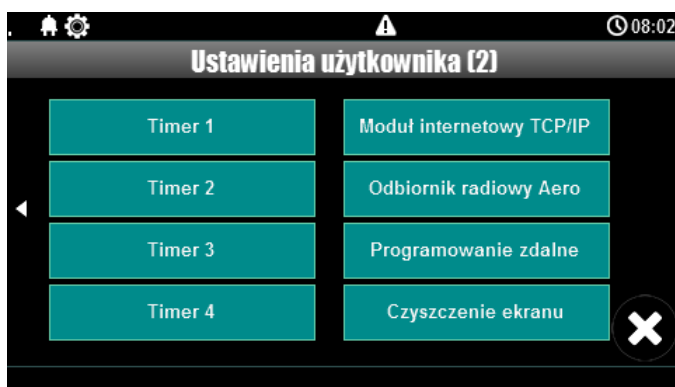 08:02
Ustawienia użytkownika (2)
Timer 1
Moduł internetowy TCP/IP
Timer 2
Odbiornik radiowy Aero
Timer 3
Programowanie zdalne
Timer 4
Czyszczenie ekranu